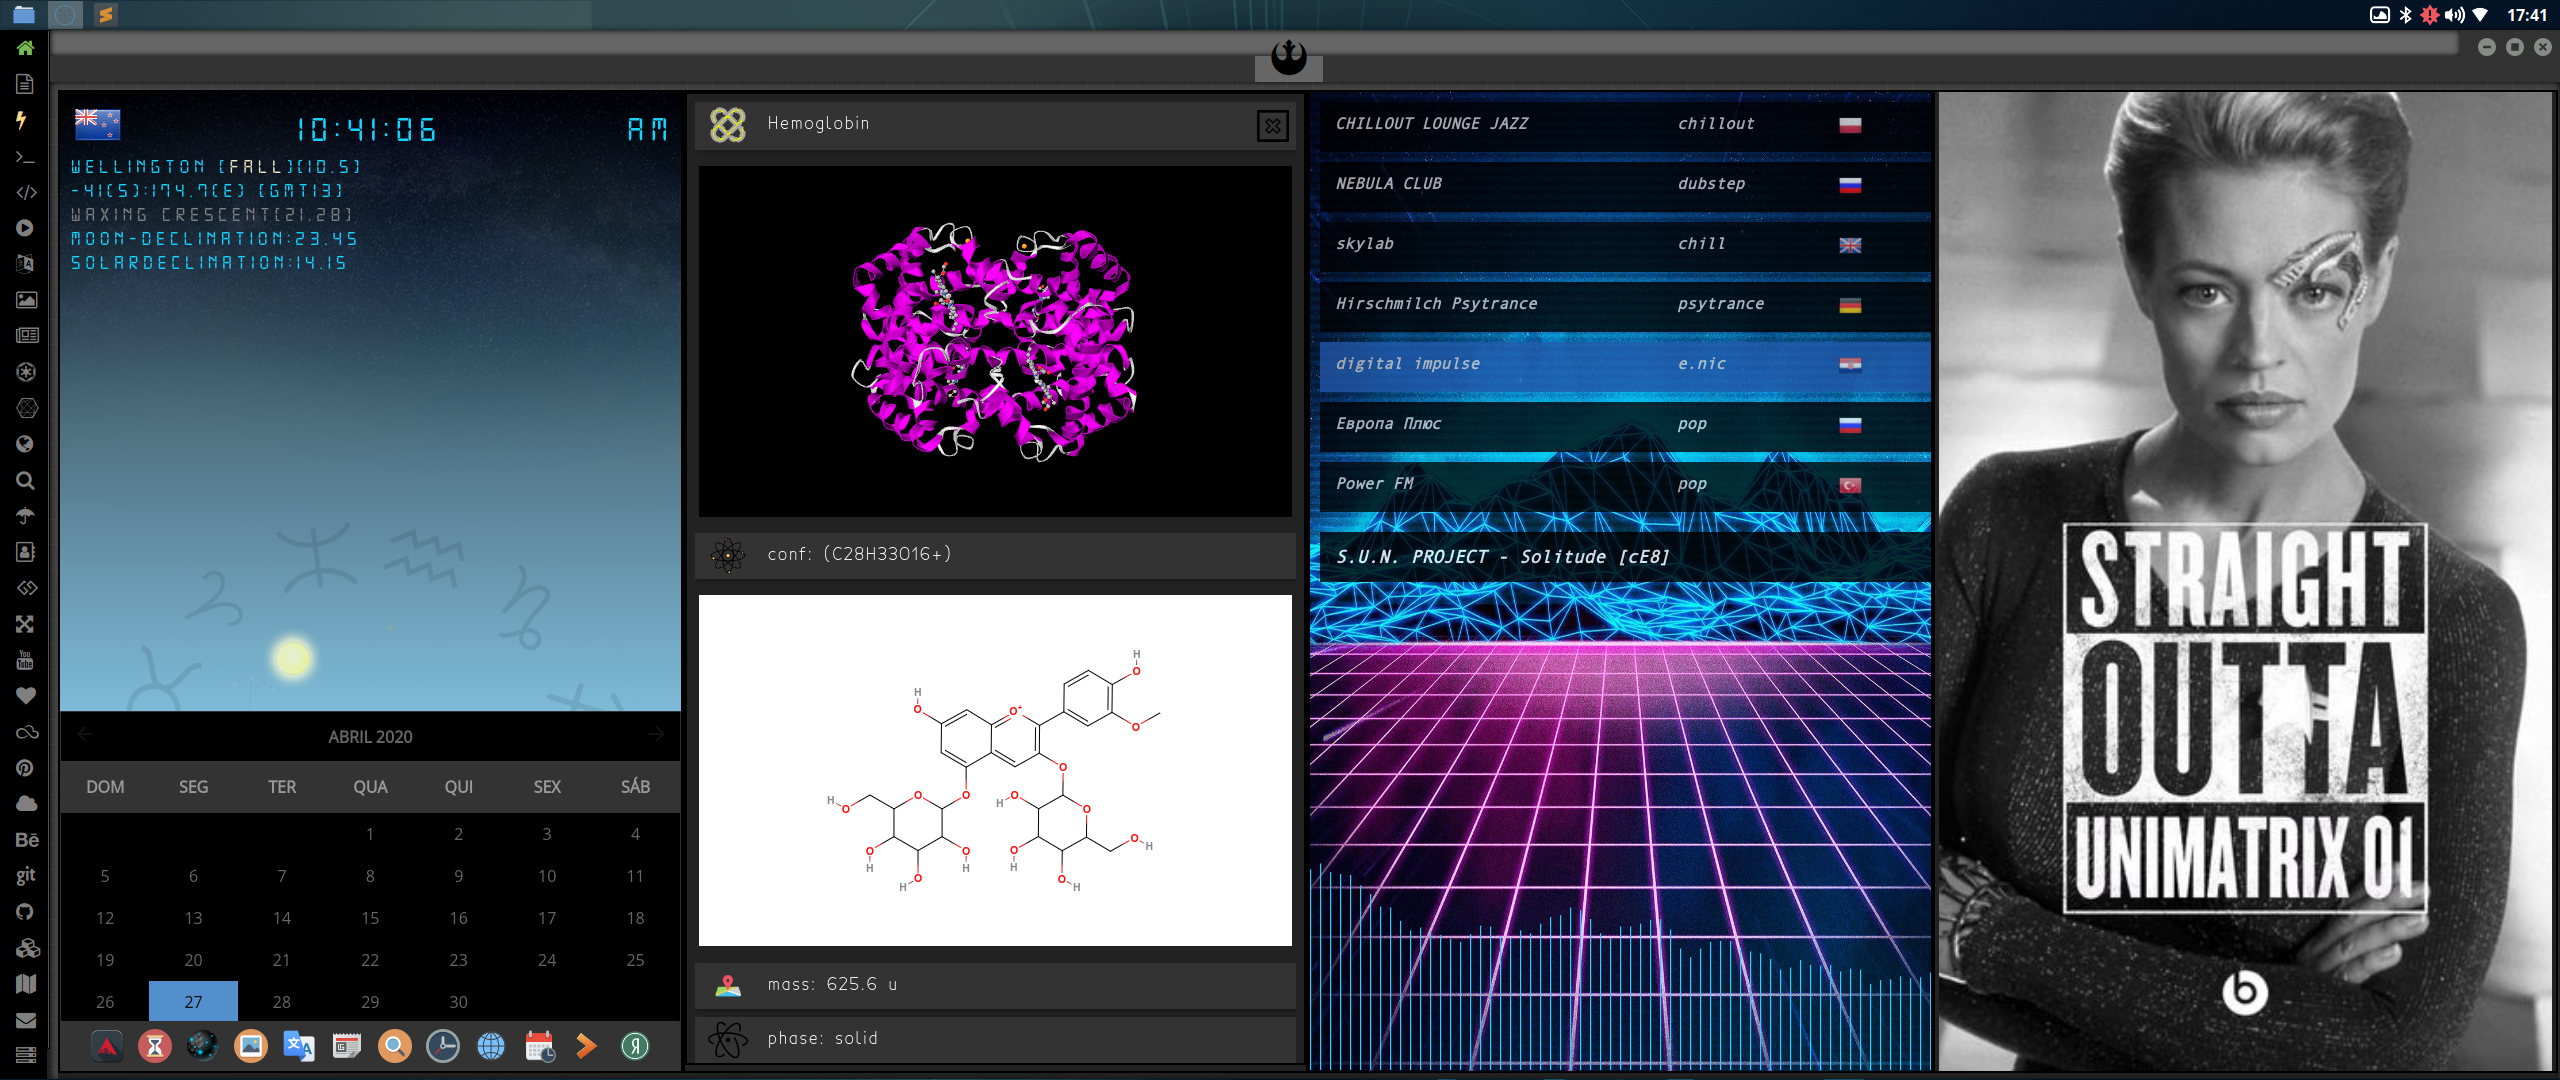 17:41
10:41:06
AM
WELLINGTON [FALL][10.5]
-41(S):174.7(E) [GMT13]
WAXING CRESCENT[21.28]
MOON-DECLINATION:23.45
SOLARDECLINATION:14.15
ABRIL 2020
DOM SEG TER QUA QUI SEX SÁB
1 2 3 4
5 6 7 8 9 10 11
12 13 14 15 16 17 18
19 20 21 22 23 24 25
26 27 28 29 30
Hemoglobin
conf: (C28H33O16+)
H
O
H
O
O+
O
O
O
H
O
O
H
O
H
O
O
H
O
H
O
H
O
H
O
H
O
H
mass: 625.6 u
phase: solid
CHILLOUT LOUNGE JAZZ chillout
NEBULA CLUB dubstep
skylab chill
Hirschmilch Psytrance psytrance
digital impulse e.nic
Европа Плюс pop
Power FM pop
S.U.N. PROJECT - Solitude [cE8]
STRAIGHT
OUTTA
UNIMATRIX 01
b
You
Tube
Bē
git
Я